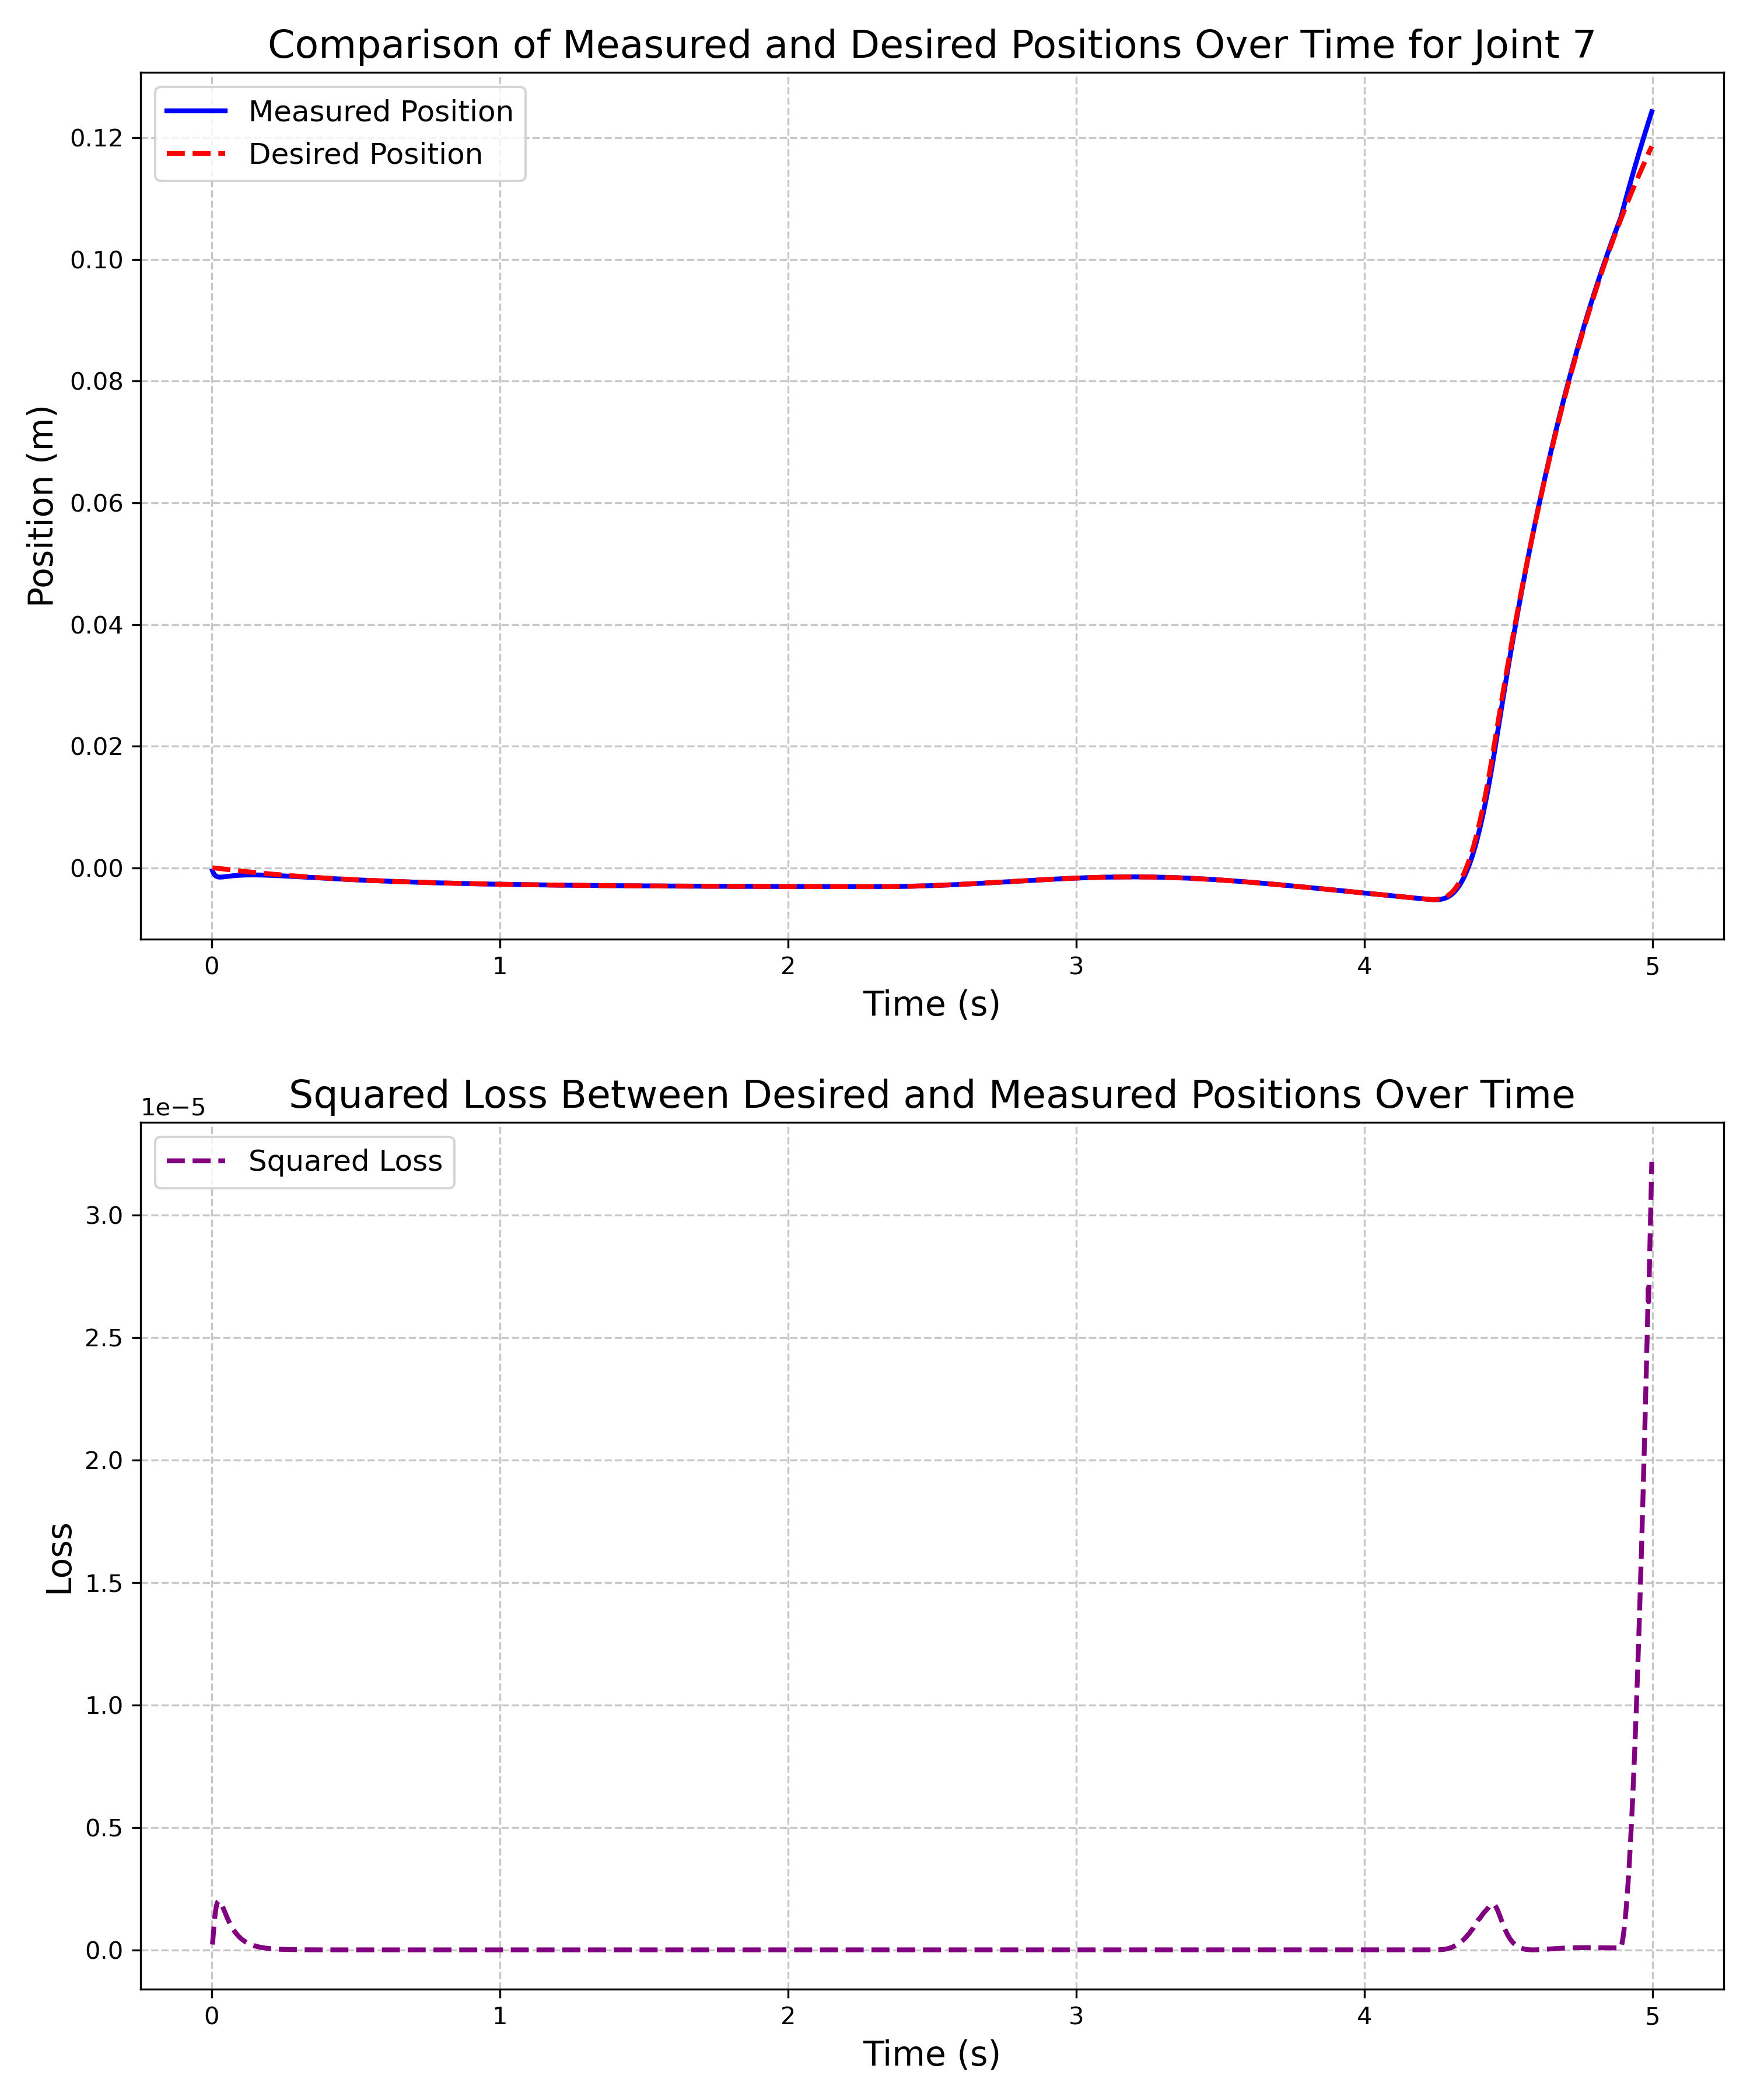 Comparison of Measured and Desired Positions Over Time for Joint 7
Measured Position
Desired Position
0.12
0.10
0.08
0.06
0.04
0.02
0.00
Position (m)
0 1 2 3 4 5
Time (s)
Squared Loss Between Desired and Measured Positions Over Time
1e−5
Squared Loss
3.0
2.5
2.0
1.5
1.0
0.5
0.0
Loss
0 1 2 3 4 5
Time (s)